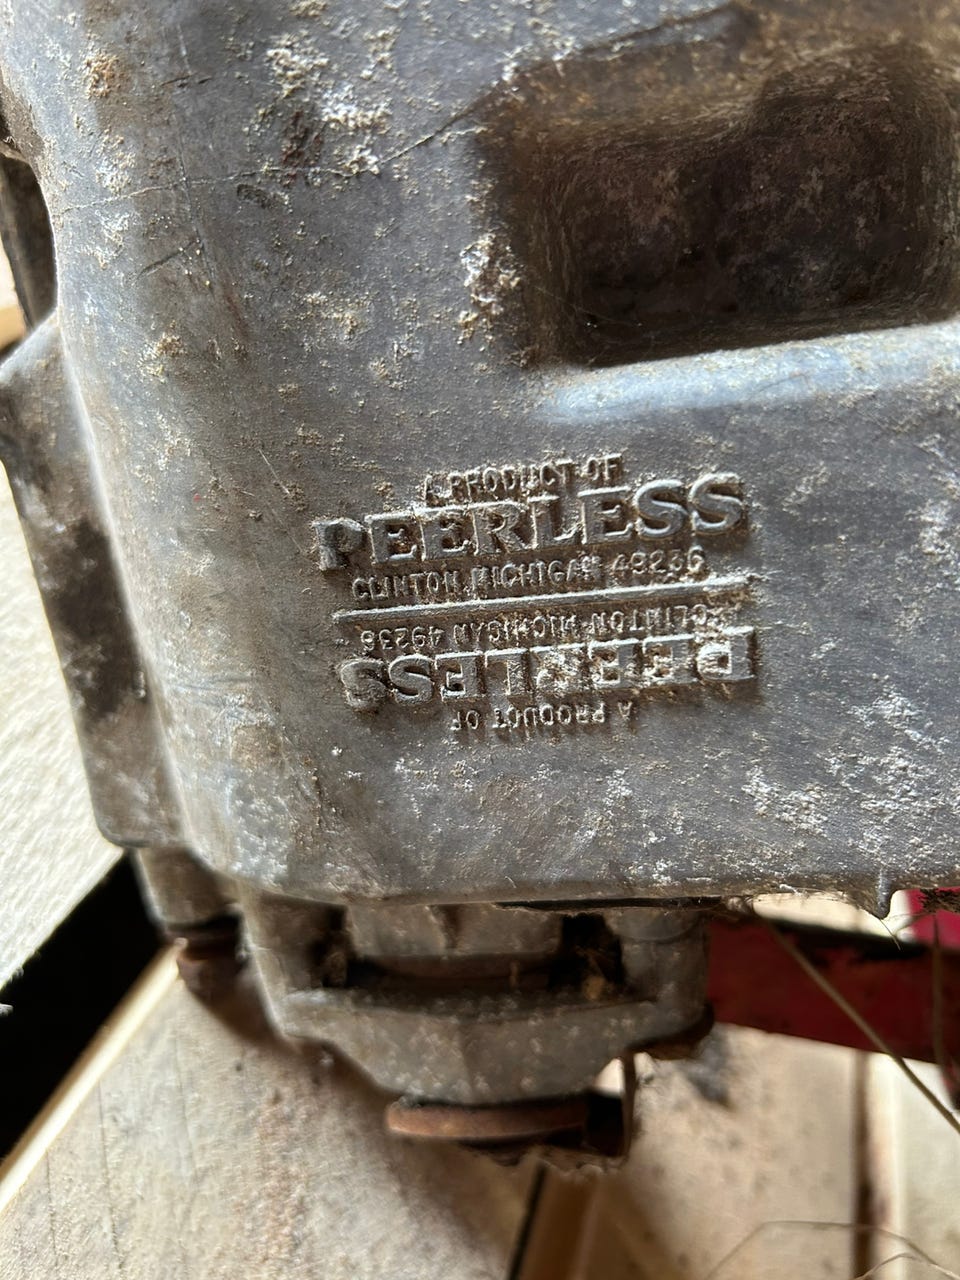 A PRODUCT OF
PEERLESS
CLINTON, MICHIGAN 49236
CLINTON MICHIGAN 49236
PEERLESS
A PRODUCT OF